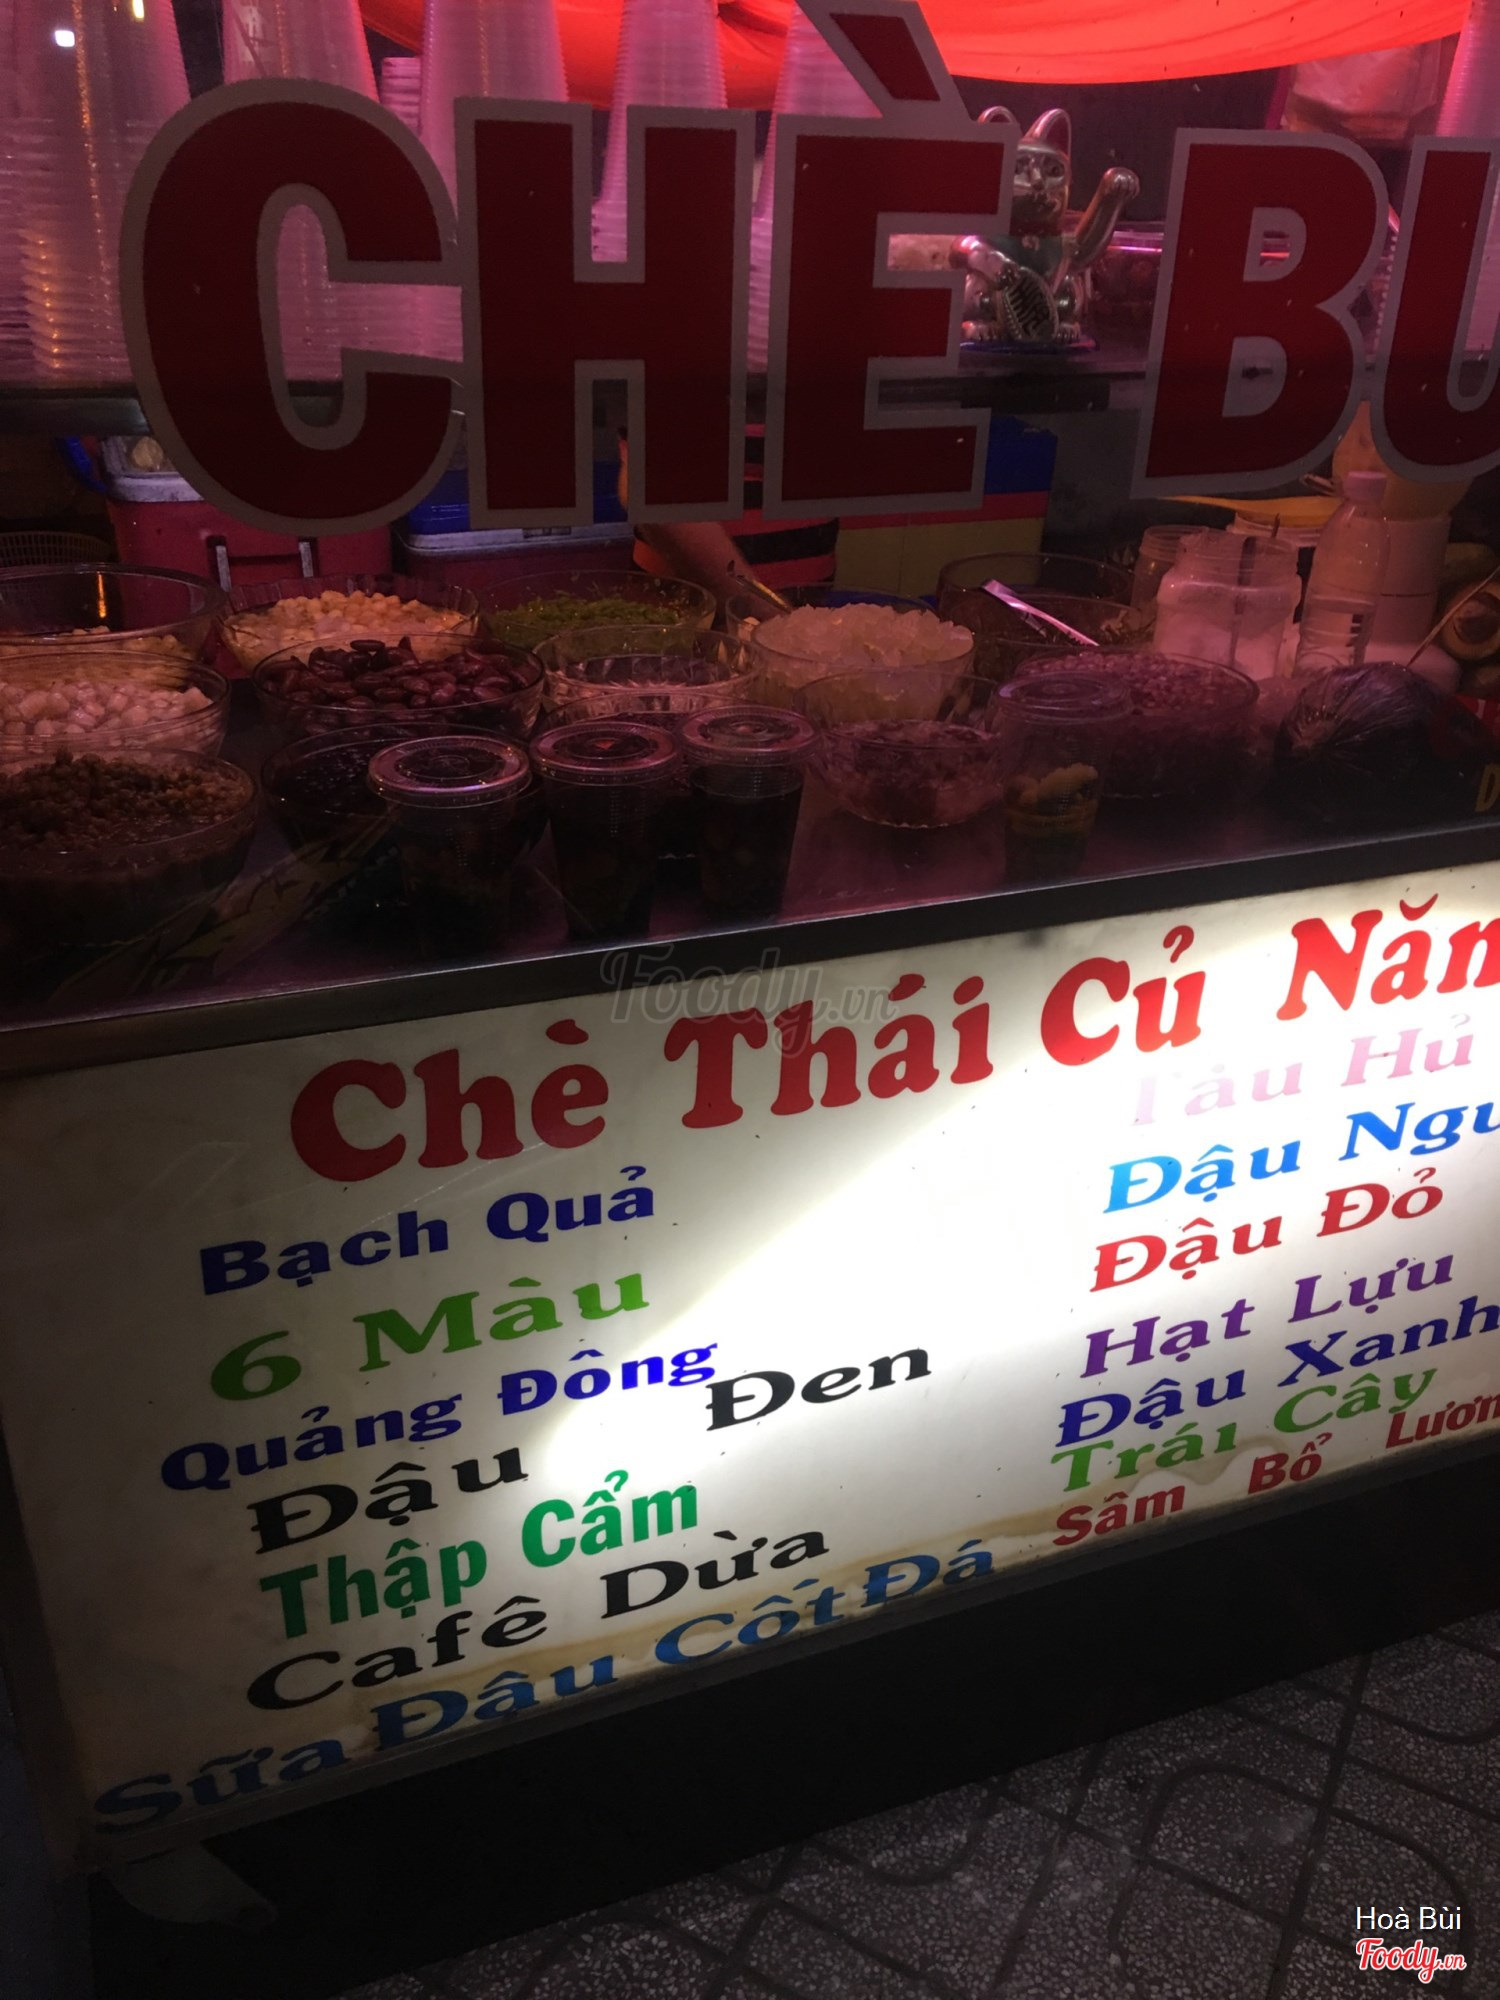 CHÈ BU
Chè Thái Củ Năn
Bạch Quả
6 Màu
Quảng Đông
Đậu Đen
Thập Cẩm
Cafê Dừa
Sữa Đậu Cốt Đá
Tàu Hủ
Đậu Ngu
Đậu Đỏ
Hạt Lựu
Đậu Xanh
Trái Cây
Sâm Bổ Lươn
Foody.vn
Hoà Bùi
Foody.vn